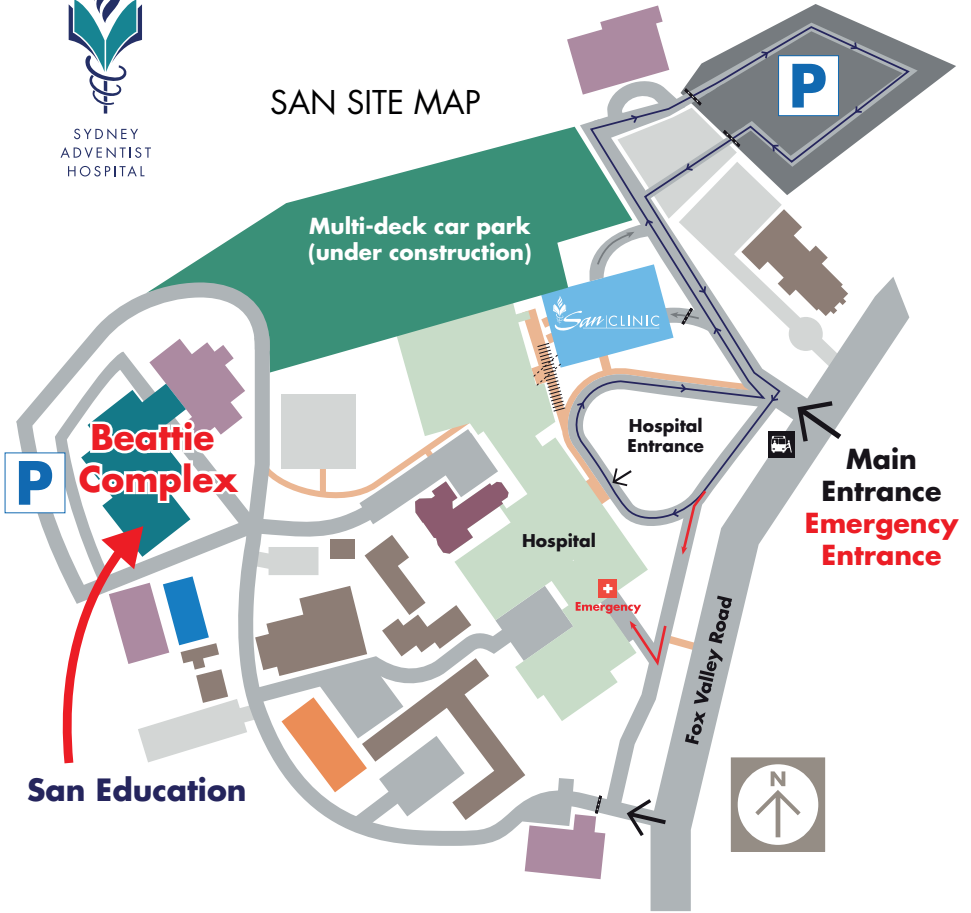 SYDNEY
ADVENTIST
HOSPITAL
SAN SITE MAP
P
Multi-deck car park
(under construction)
San CLINIC
Beattie
Complex
P
Hospital
Entrance
Main
Entrance
Emergency
Entrance
Hospital
Emergency
Fox Valley Road
San Education
N